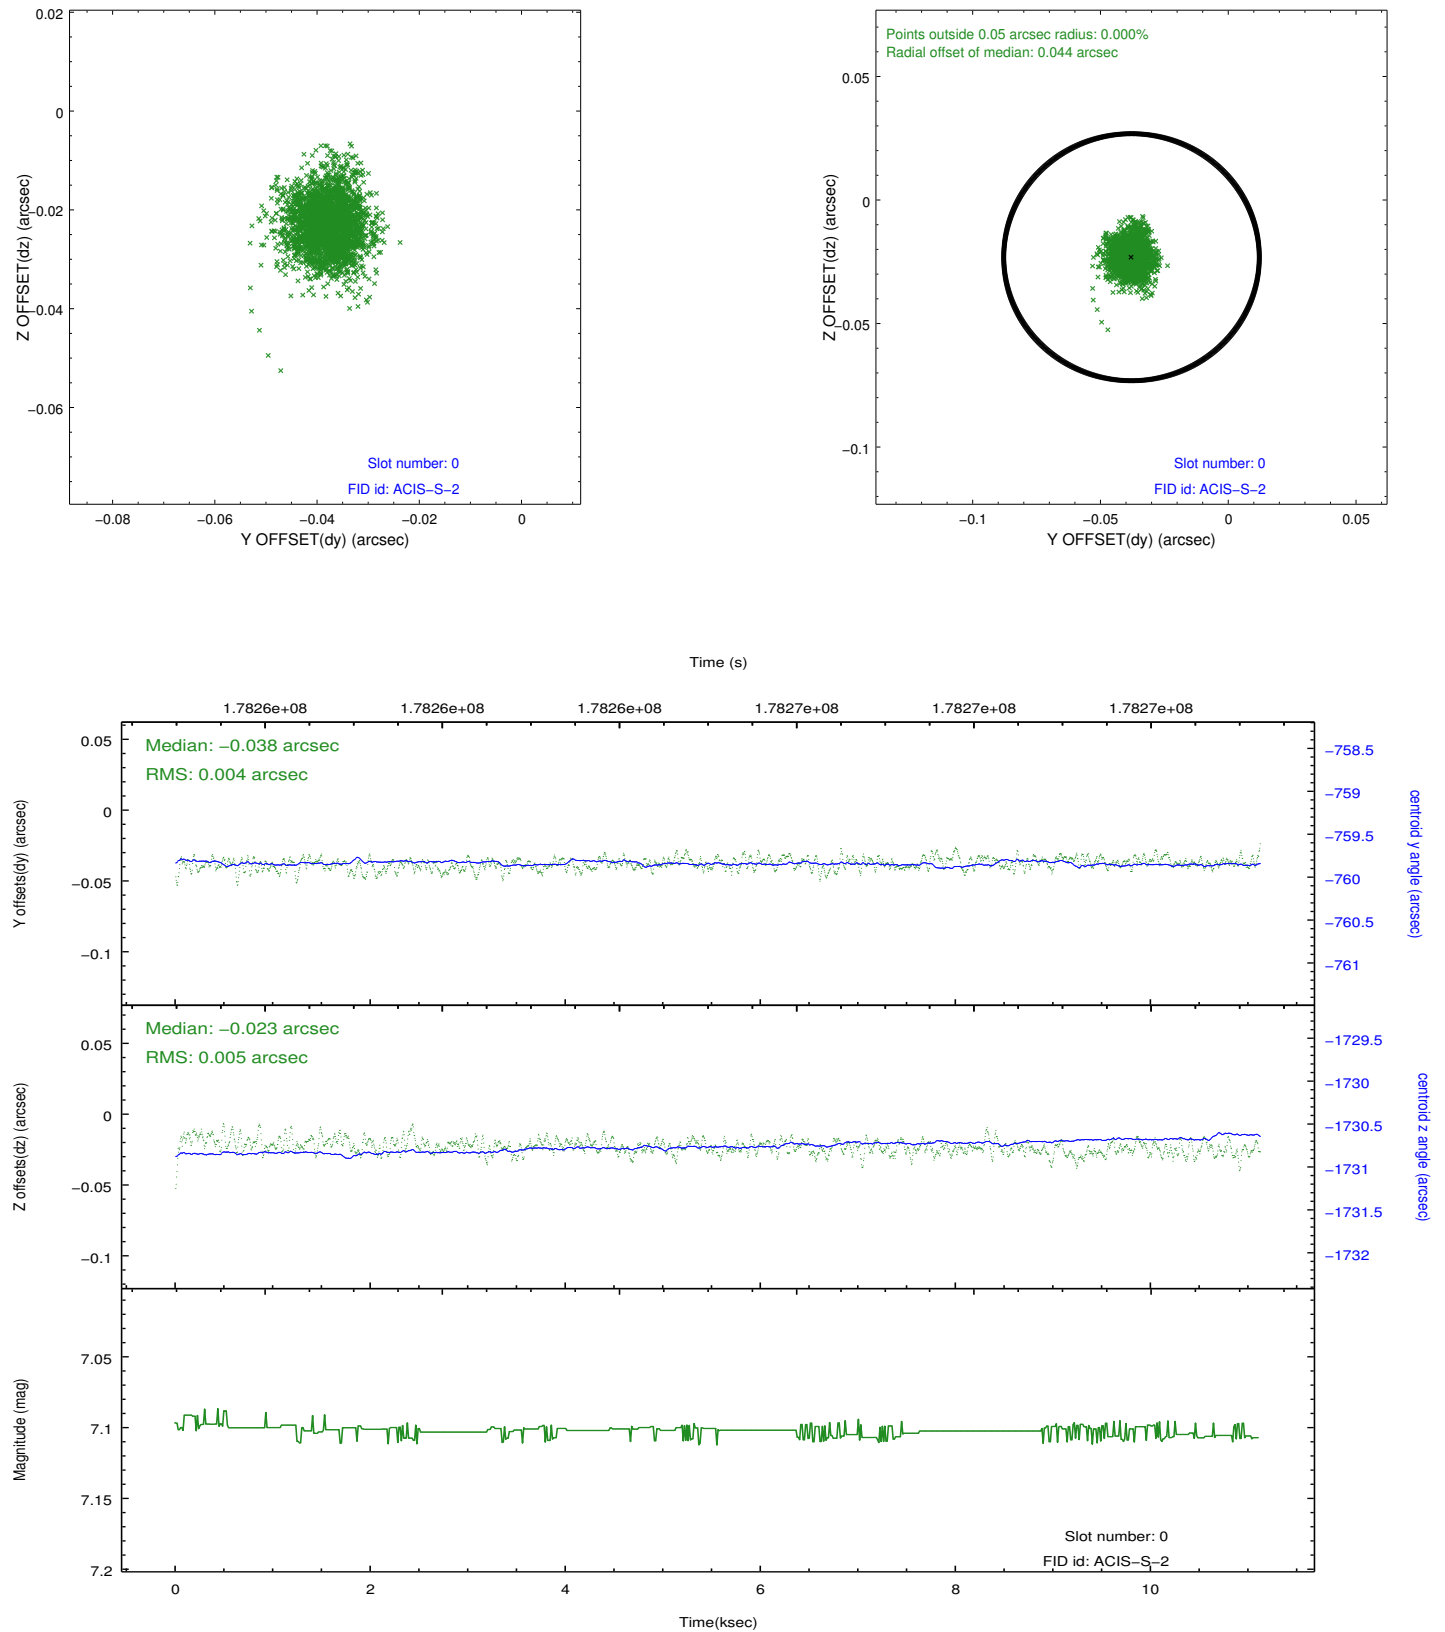 0.02
0
−0.02
−0.04
−0.06
Z OFFSET(dz) (arcsec)
Slot number: 0
FID id: ACIS−S−2
−0.08
−0.06
−0.04
−0.02
0
Y OFFSET(dy) (arcsec)
Points outside 0.05 arcsec radius: 0.000%
Radial offset of median: 0.044 arcsec
0.05
0
−0.05
−0.1
Z OFFSET(dz) (arcsec)
Slot number: 0
FID id: ACIS−S−2
−0.1
−0.05
0
0.05
Y OFFSET(dy) (arcsec)
Time (s)
1.7826e+08
1.7826e+08
1.7826e+08
1.7827e+08
1.7827e+08
1.7827e+08
Median: −0.038 arcsec
RMS: 0.004 arcsec
0.05
0
−0.05
−0.1
Y offsets(dy) (arcsec)
−758.5
−759
−759.5
−760
−760.5
−761
centroid y angle (arcsec)
Median: −0.023 arcsec
RMS: 0.005 arcsec
0.05
0
−0.05
−0.1
Z offsets(dz) (arcsec)
−1729.5
−1730
−1730.5
−1731
−1731.5
−1732
centroid z angle (arcsec)
7.05
7.1
7.15
7.2
Magnitude (mag)
Slot number: 0
FID id: ACIS−S−2
0
2
4
6
8
10
Time(ksec)